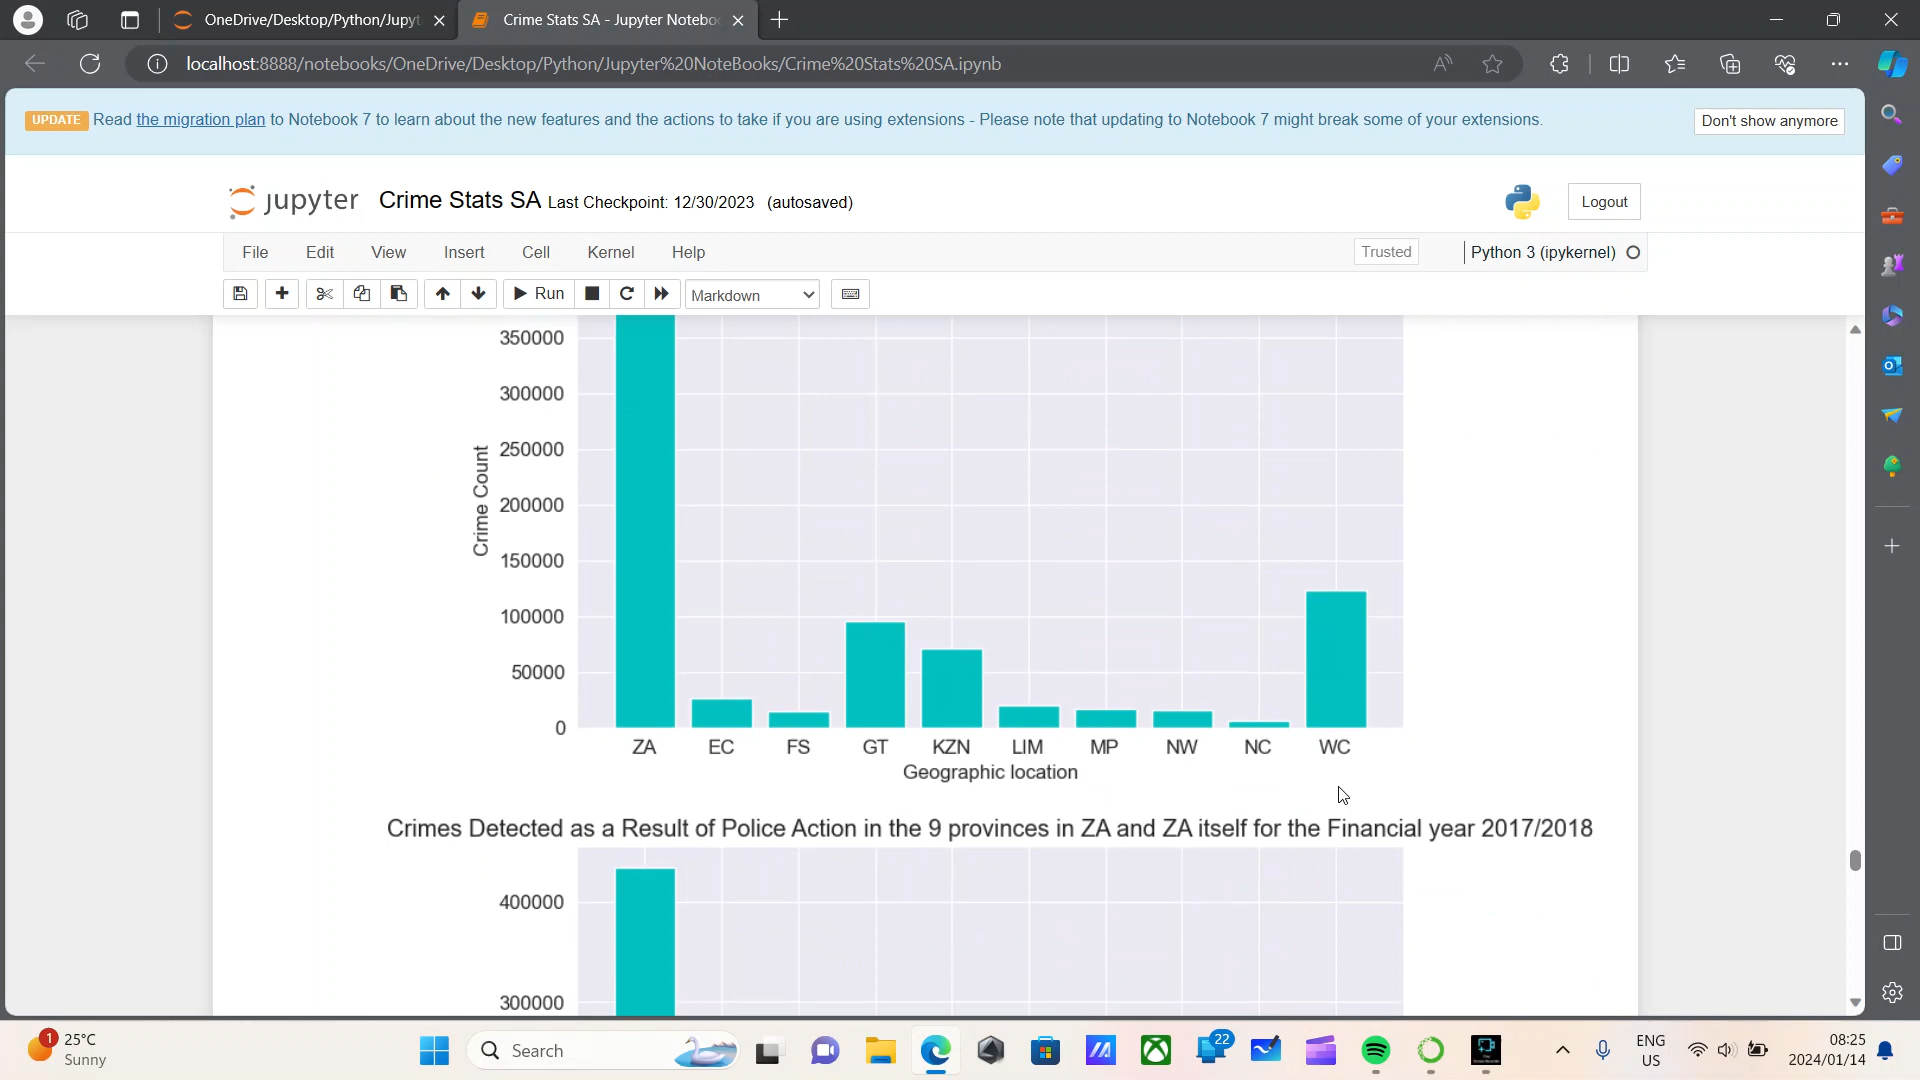 OneDrive/Desktop/Python/Jupyt
Crime Stats SA - Jupyter Notebo
localhost:8888/notebooks/OneDrive/Desktop/Python/Jupyter%20NoteBooks/Crime%20Stats%20SA.ipynb
UPDATE Read the migration plan to Notebook 7 to learn about the new features and the actions to take if you are using extensions - Please note that updating to Notebook 7 might break some of your extensions.
Don't show anymore
jupyter Crime Stats SA Last Checkpoint: 12/30/2023 (autosaved)
Logout
File Edit View Insert Cell Kernel Help
Trusted
Python 3 (ipykernel)
Run
Markdown
350000
300000
250000
200000
150000
100000
50000
0
Crime Count
ZA EC FS GT KZN LIM MP NW NC WC
Geographic location
Crimes Detected as a Result of Police Action in the 9 provinces in ZA and ZA itself for the Financial year 2017/2018
400000
300000
1
25°C
Sunny
Search
22
ENG
US
08:25
2024/01/14